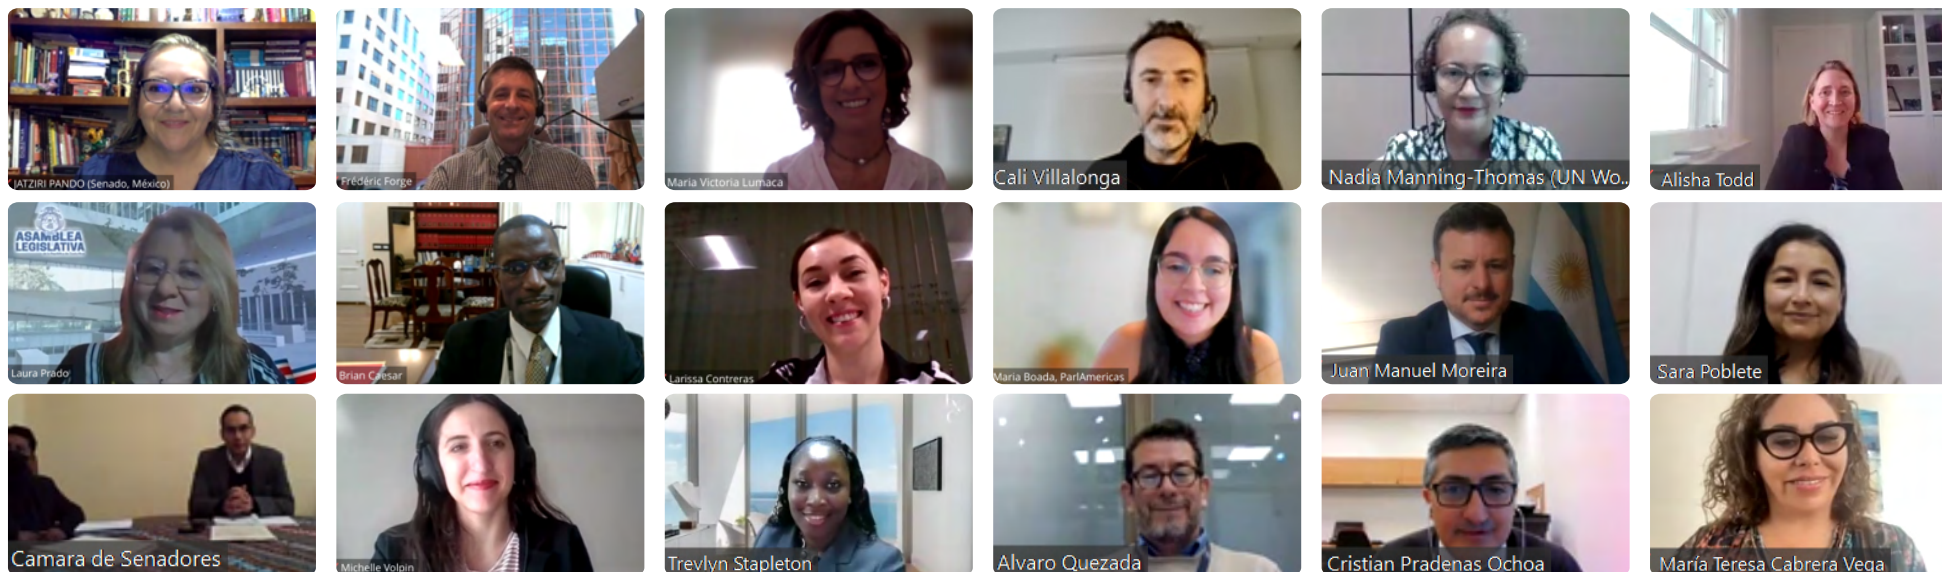 JATZIRI PANDO (Senado, México)
Frédéric Forge
Maria Victoria Lumaca
Cali Villalonga
Nadia Manning-Thomas (UN Wo...
Alisha Todd
ASAMBLEA
LEGISLATIVA
Laura Prado
Brian Caesar
Larissa Contreras
Maria Boada, ParlAmericas
Juan Manuel Moreira
Sara Poblete
Camara de Senadores
Michelle Volpin
Trevlyn Stapleton
Alvaro Quezada
Cristian Pradenas Ochoa
María Teresa Cabrera Vega